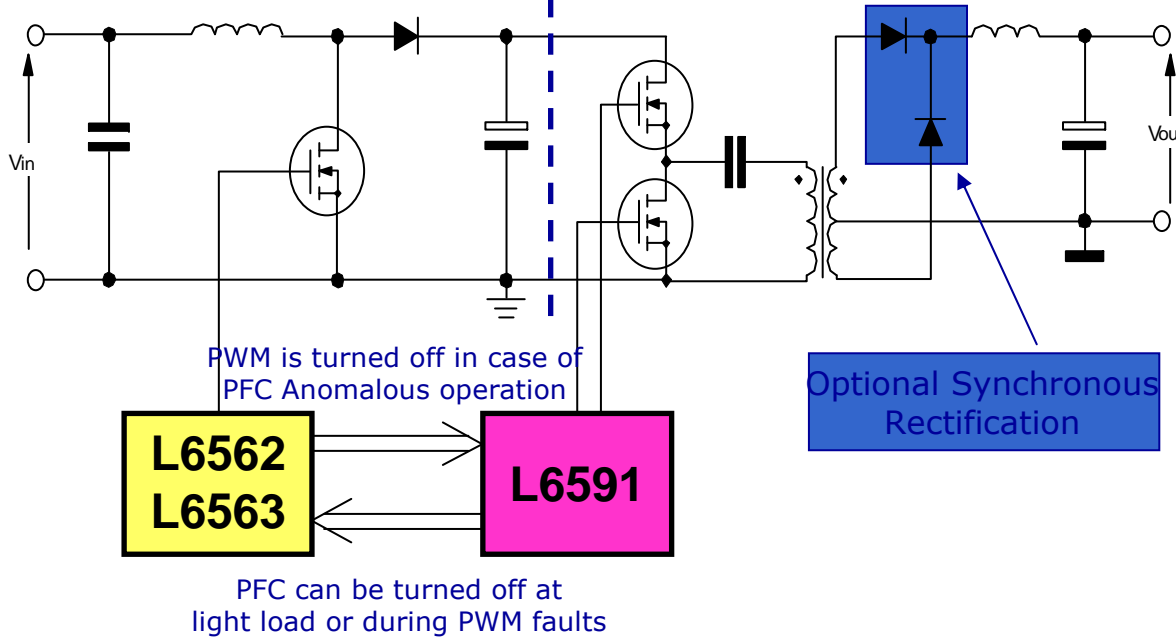 Vin
Vou
PWM is turned off in case of
PFC Anomalous operation
Optional Synchronous
Rectification
L6562
L6563
L6591
PFC can be turned off at
light load or during PWM faults